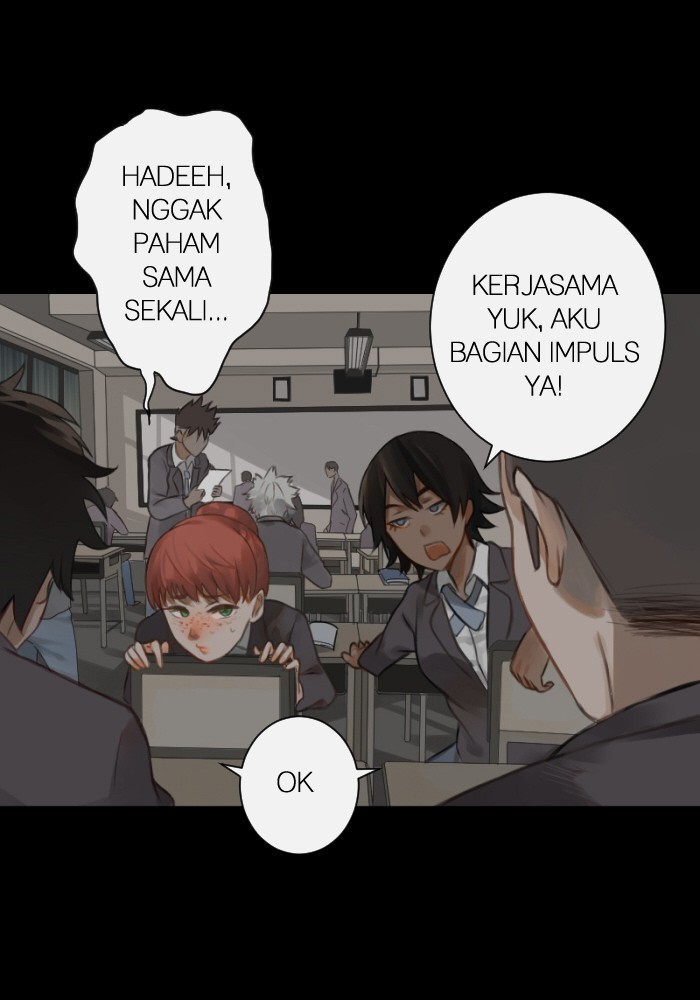 HADEEH,
NGGAK
PAHAM
SAMA
SEKALI...
KERJASAMA
YUK, AKU
BAGIAN IMPULS
YA!
OK